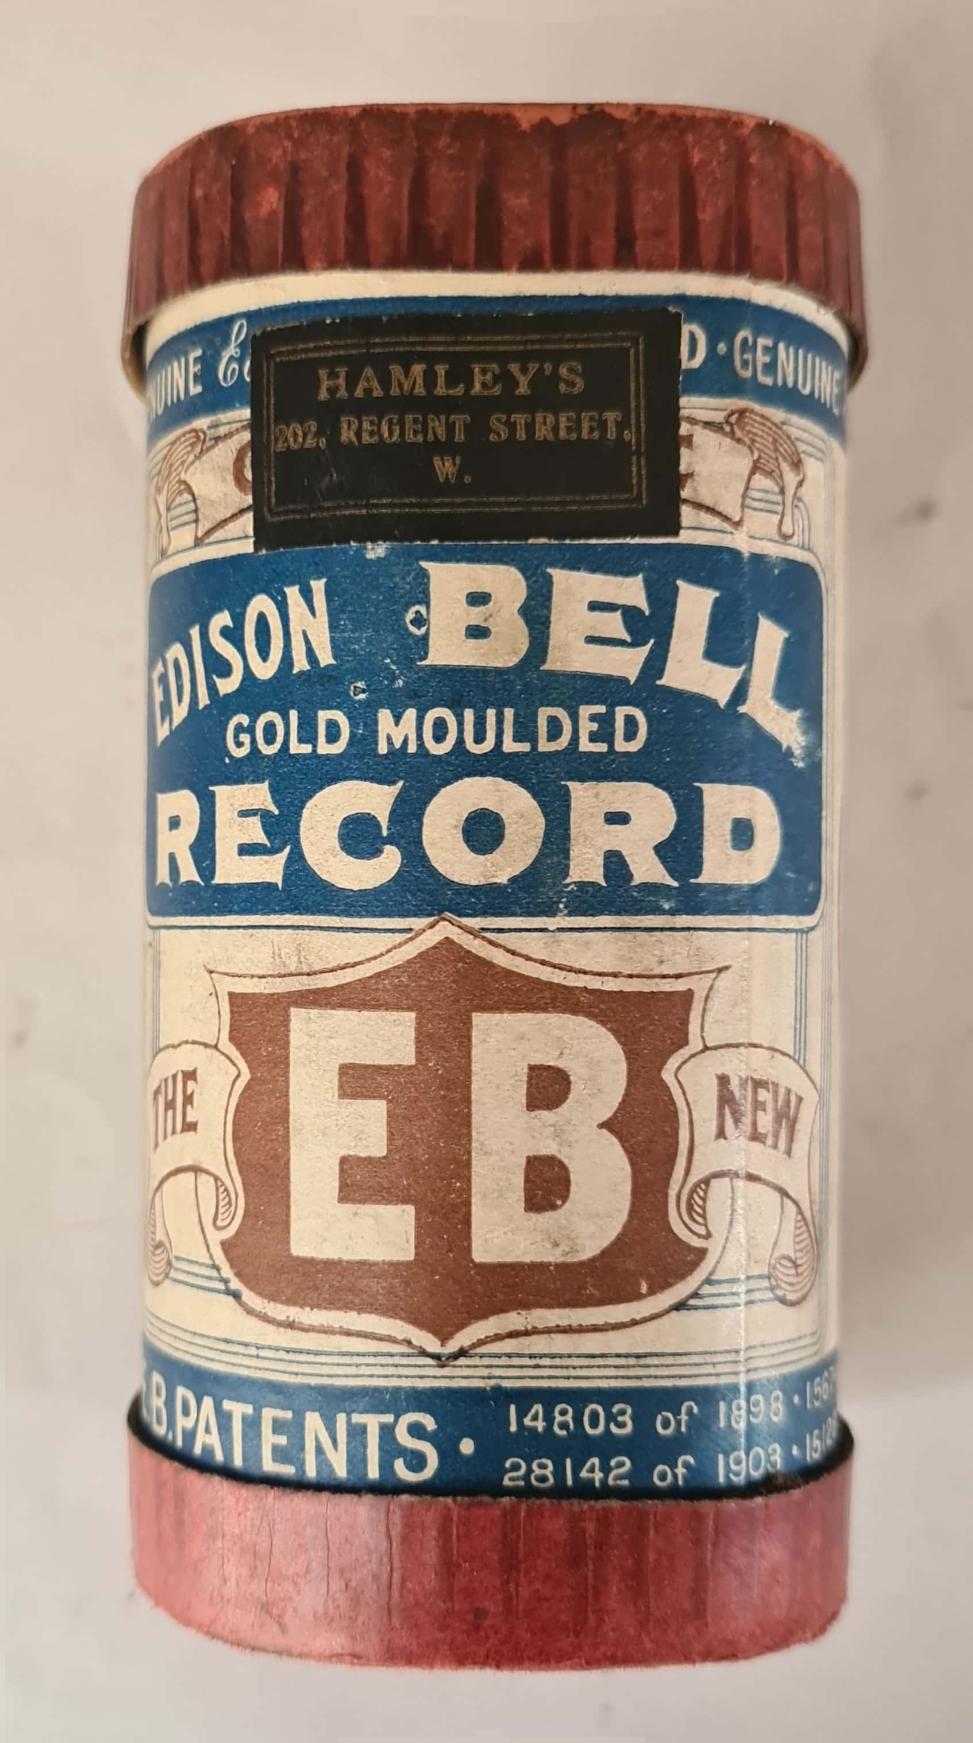 HAMLEY'S
202, REGENT STREET,
W.
GENUINE
EDISON BELL
GOLD MOULDED
RECORD
THE EB NEW
PATENTS · 14803 of 1898
28142 of 1903